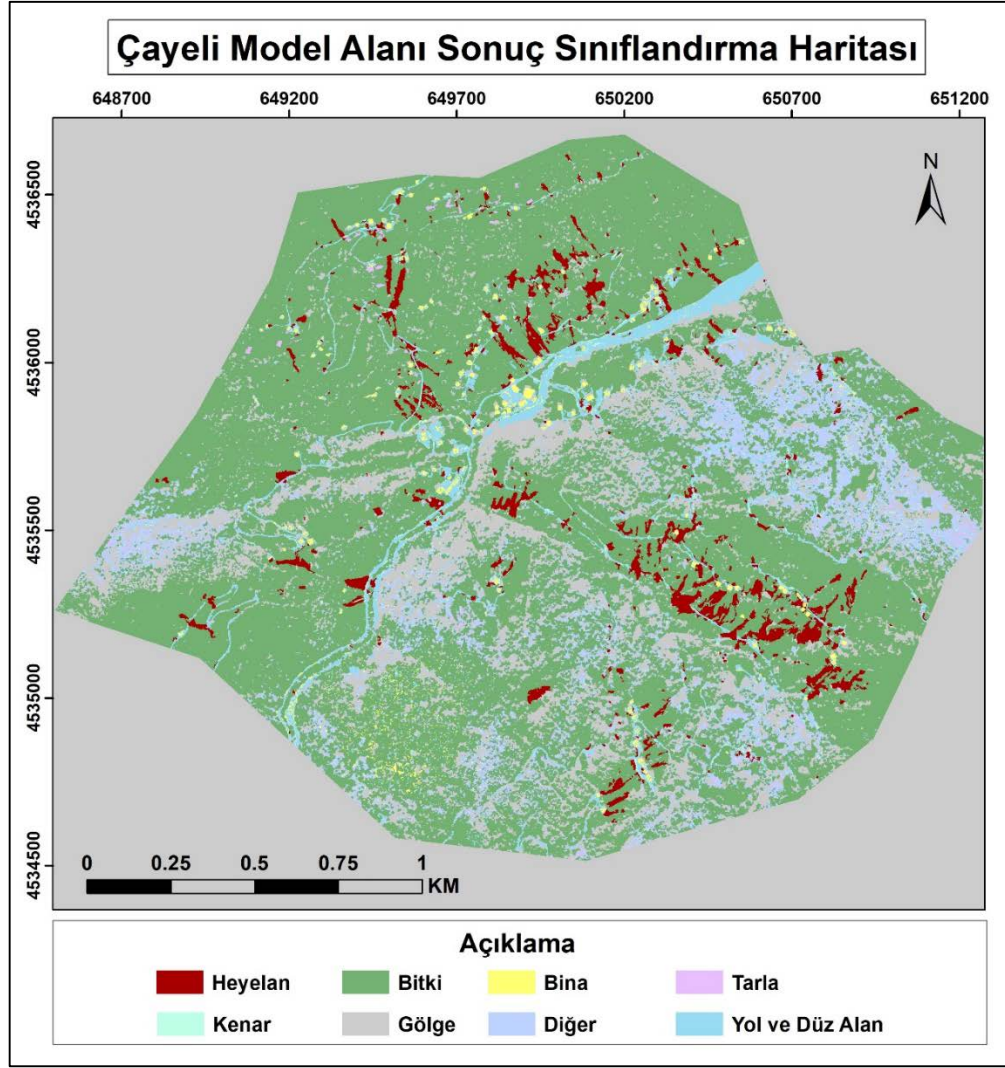 Çayeli Model Alanı Sonuç Sınıflandırma Haritası
648700 649200 649700 650200 650700 651200
4536500
4536000
4535500
4535000
4534500
N
0 0.25 0.5 0.75 1
KM
Açıklama
Heyelan Bitki Bina Tarla
Kenar Gölge Diğer Yol ve Düz Alan